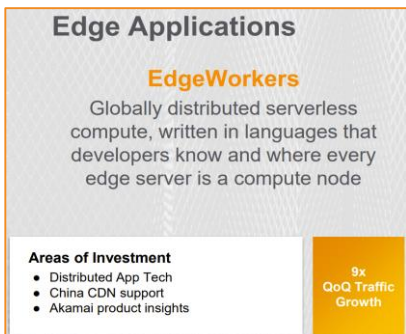 Edge Applications
EdgeWorkers
Globally distributed serverless
compute, written in languages that
developers know and where every
edge server is a compute node
Areas of Investment
• Distributed App Tech
• China CDN support
• Akamai product insights
9x
QoQ Traffic
Growth